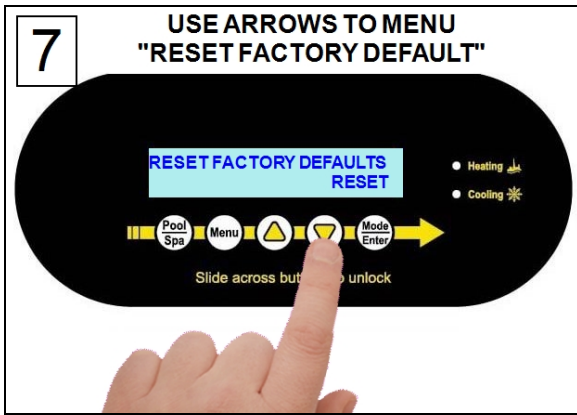 7
USE ARROWS TO MENU
"RESET FACTORY DEFAULT"
RESET FACTORY DEFAULTS
RESET
Heating
Cooling
Pool
Spa
Menu
Mode
Enter
Slide across unlock